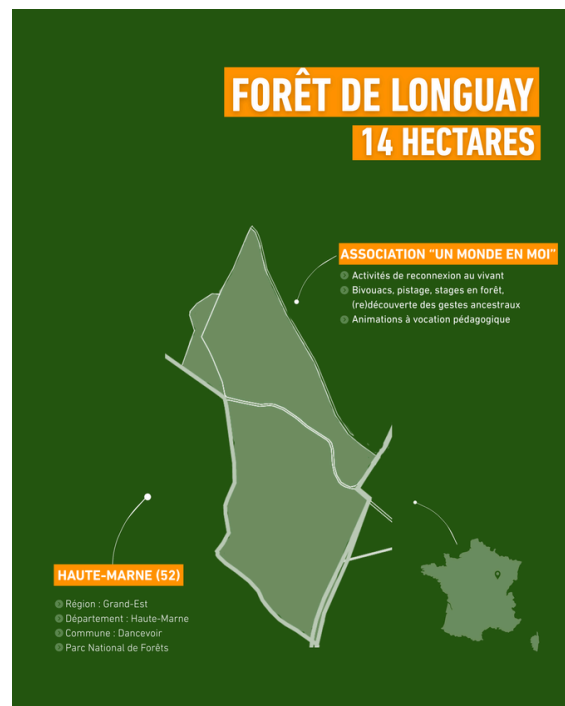 FORÊT DE LONGUAY
14 HECTARES
ASSOCIATION "UN MONDE EN MOI"
Activités de reconnexion au vivant
Bivouacs, pistage, stages en forêt,
(re)découverte des gestes ancestraux
Animations à vocation pédagogique
HAUTE-MARNE (52)
Région : Grand-Est
Département : Haute-Marne
Commune : Dancevoir
Parc National de Forêts